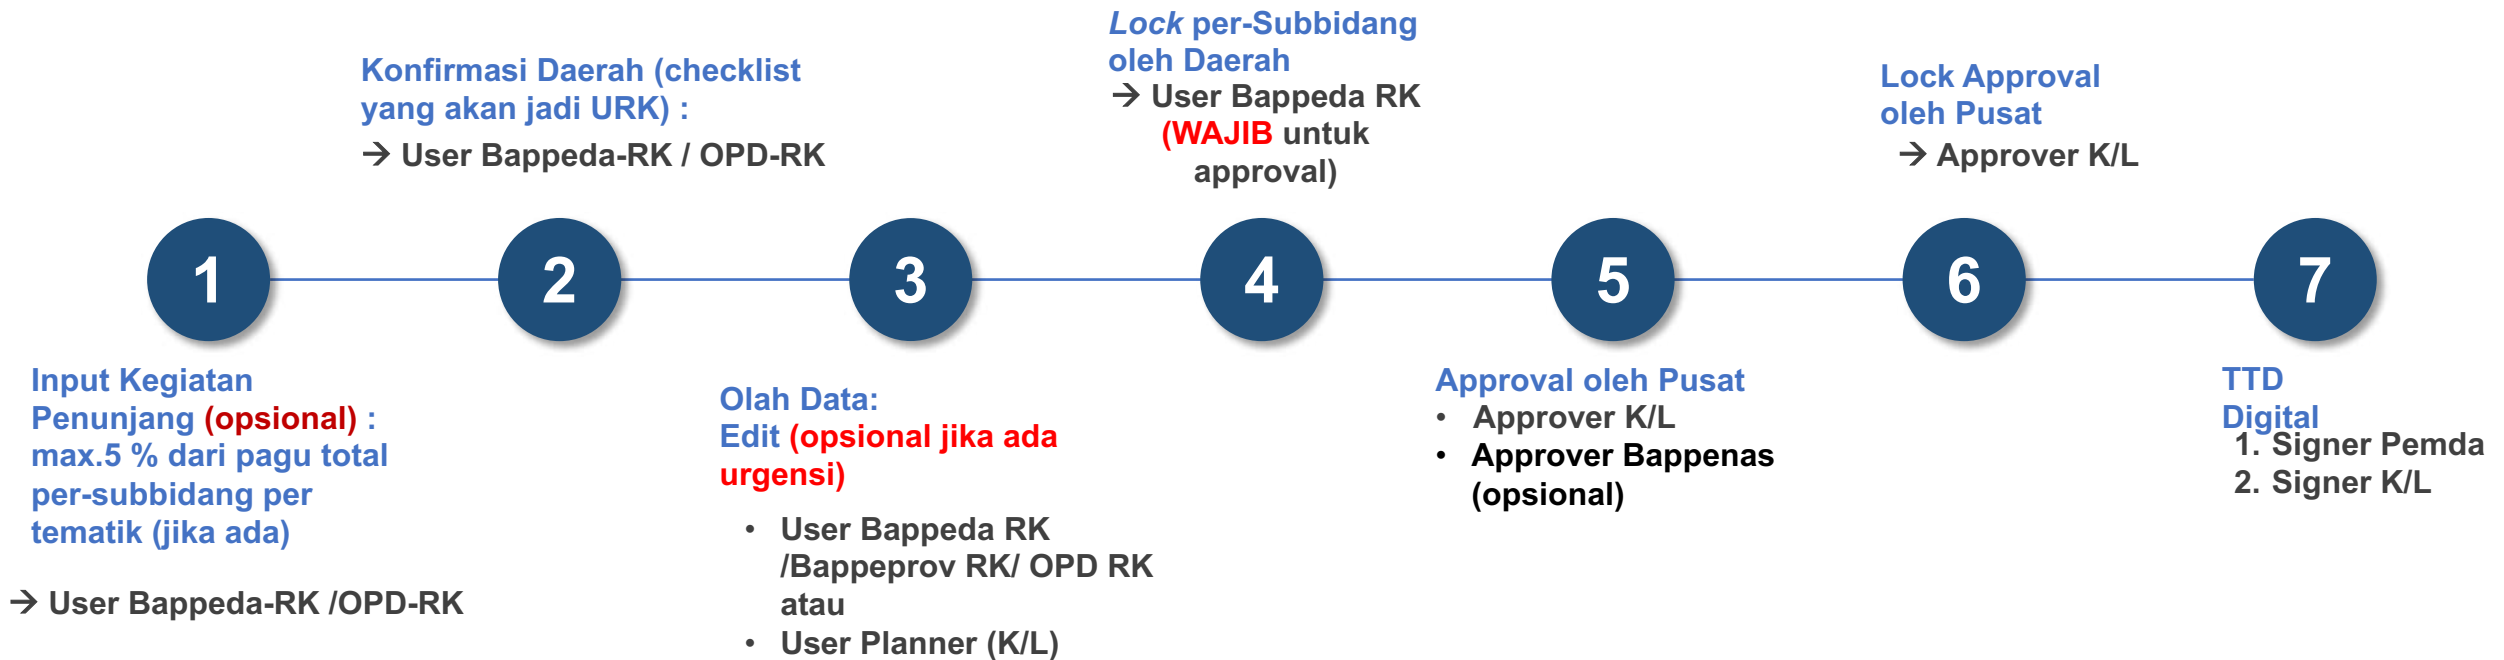 Lock per-Subbidang
oleh Daerah
→ User Bappeda RK
(WAJIB untuk
approval)
Konfirmasi Daerah (checklist
yang akan jadi URK) :
→ User Bappeda-RK / OPD-RK
Lock Approval
oleh Pusat
→ Approver K/L
1
2
3
4
5
6
7
Input Kegiatan
Penunjang (opsional) :
max.5 % dari pagu total
per-subbidang per
tematik (jika ada)
→ User Bappeda-RK /OPD-RK
Olah Data:
Edit (opsional jika ada
urgensi)
• User Bappeda RK
/Bappeprov RK/ OPD RK
atau
• User Planner (K/L)
Approval oleh Pusat
• Approver K/L
• Approver Bappenas
(opsional)
TTD
Digital
1. Signer Pemda
2. Signer K/L